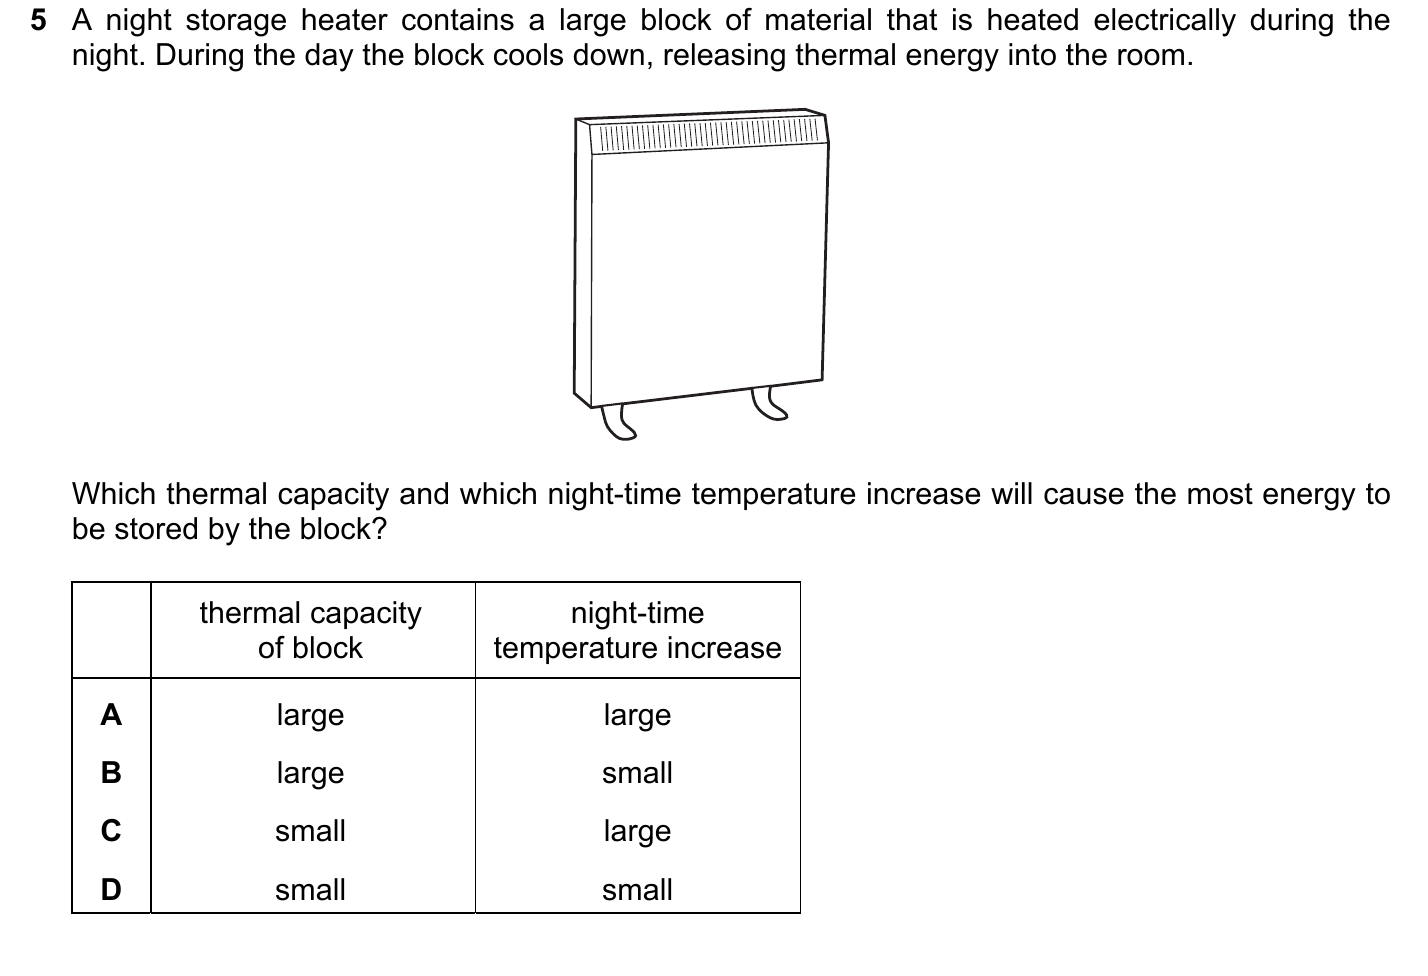 5 A night storage heater contains a large block of material that is heated electrically during the
night. During the day the block cools down, releasing thermal energy into the room.
Which thermal capacity and which night-time temperature increase will cause the most energy to
be stored by the block?
thermal capacity
of block
night-time
temperature increase
A large large
B large small
C small large
D small small